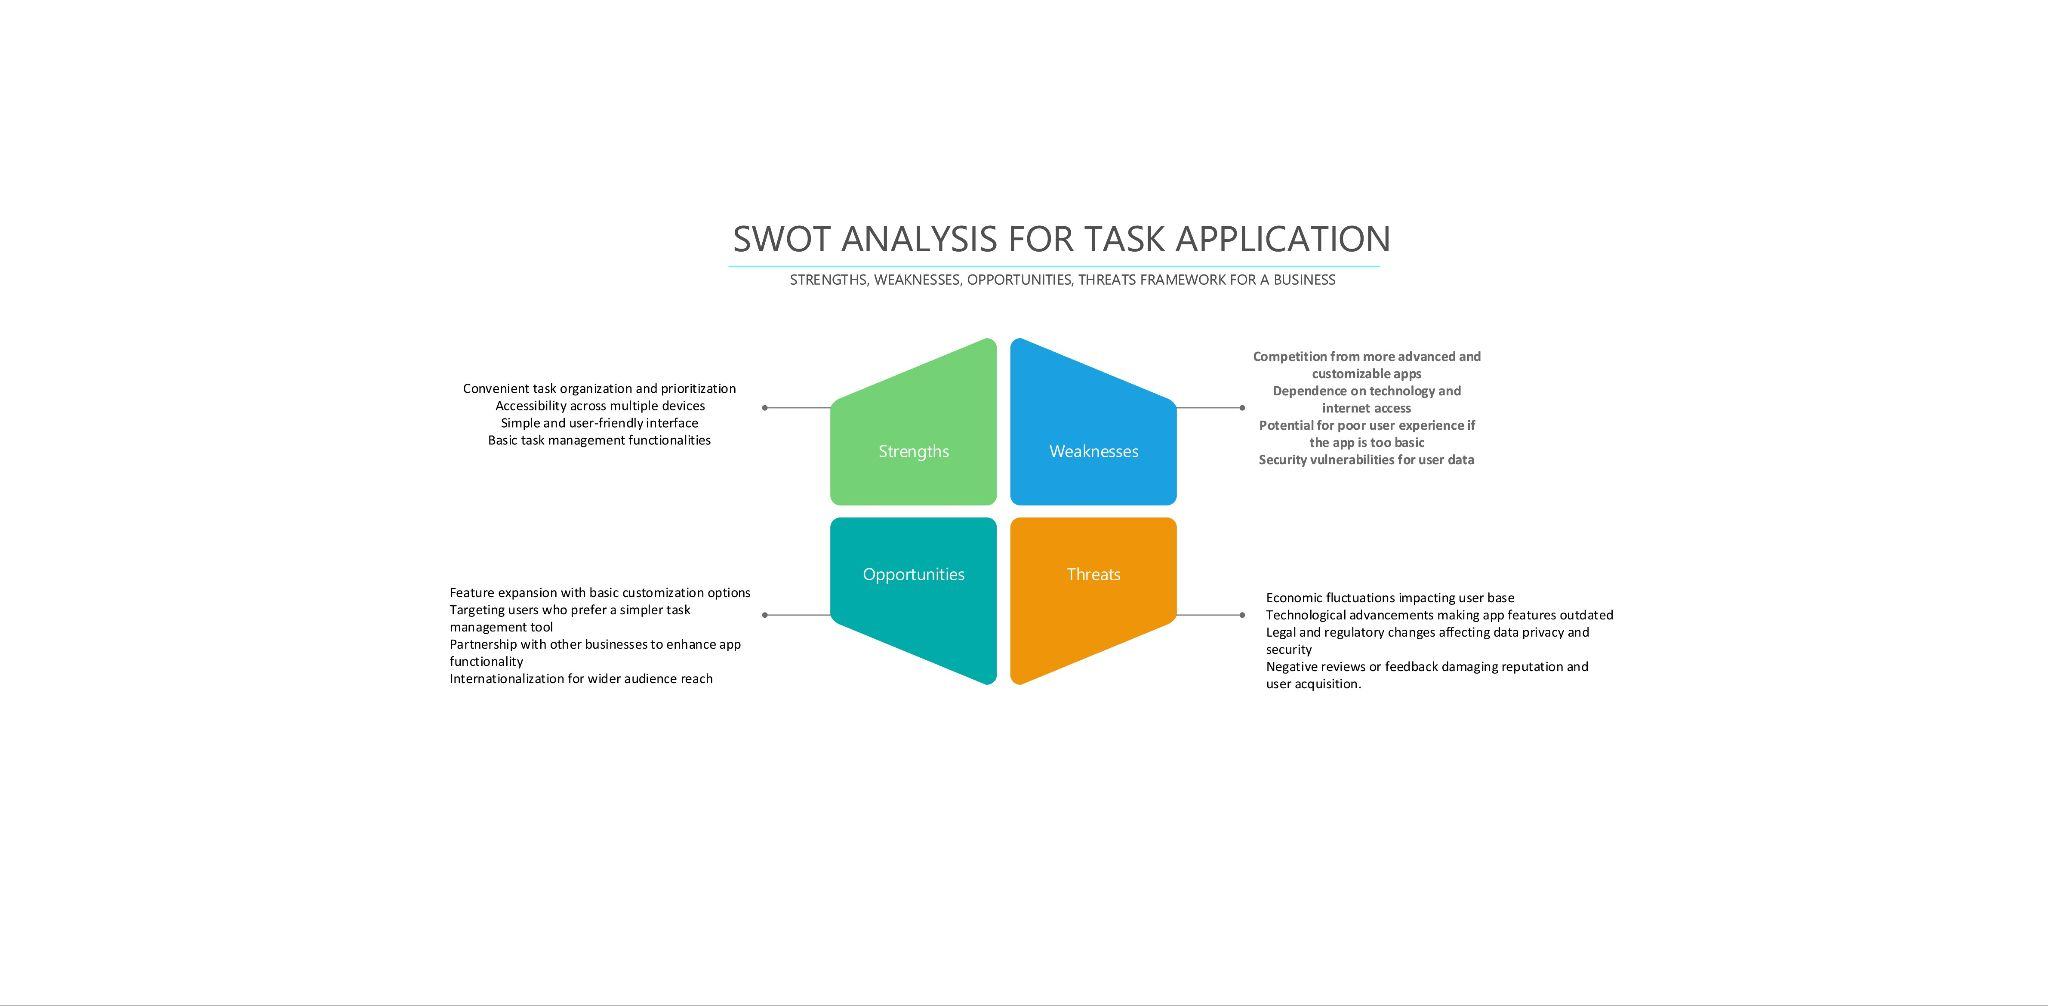 SWOT ANALYSIS FOR TASK APPLICATION
STRENGTHS, WEAKNESSES, OPPORTUNITIES, THREATS FRAMEWORK FOR A BUSINESS
Convenient task organization and prioritization
Accessibility across multiple devices
Simple and user-friendly interface
Basic task management functionalities
Strengths
Weaknesses
Competition from more advanced and
customizable apps
Dependence on technology and
internet access
Potential for poor user experience if
the app is too basic
Security vulnerabilities for user data
Feature expansion with basic customization options
Targeting users who prefer a simpler task
management tool
Partnership with other businesses to enhance app
functionality
Internationalization for wider audience reach
Opportunities
Threats
Economic fluctuations impacting user base
Technological advancements making app features outdated
Legal and regulatory changes affecting data privacy and
security
Negative reviews or feedback damaging reputation and
user acquisition.